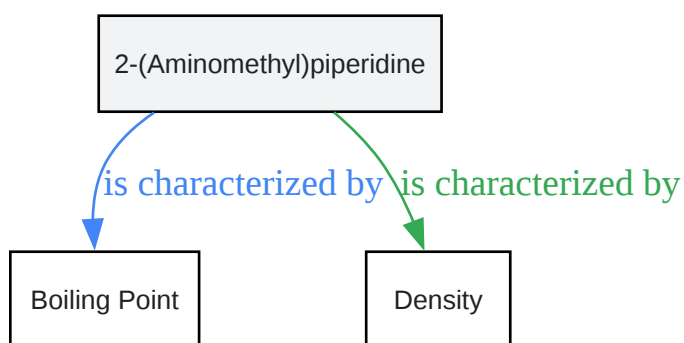 2-(Aminomethyl)piperidine
is characterized by
is characterized by
Boiling Point
Density